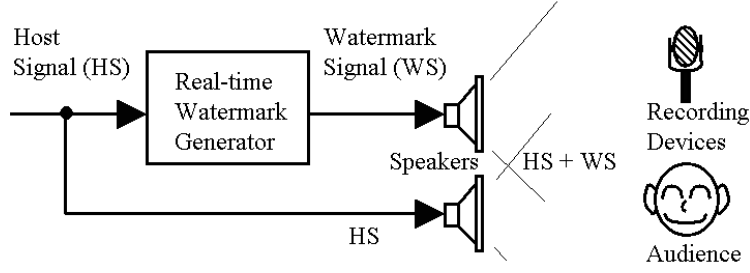 Host
Signal (HS)
Real-time
Watermark
Generator
Watermark
Signal (WS)
Speakers
HS + WS
HS
Recording
Devices
Audience